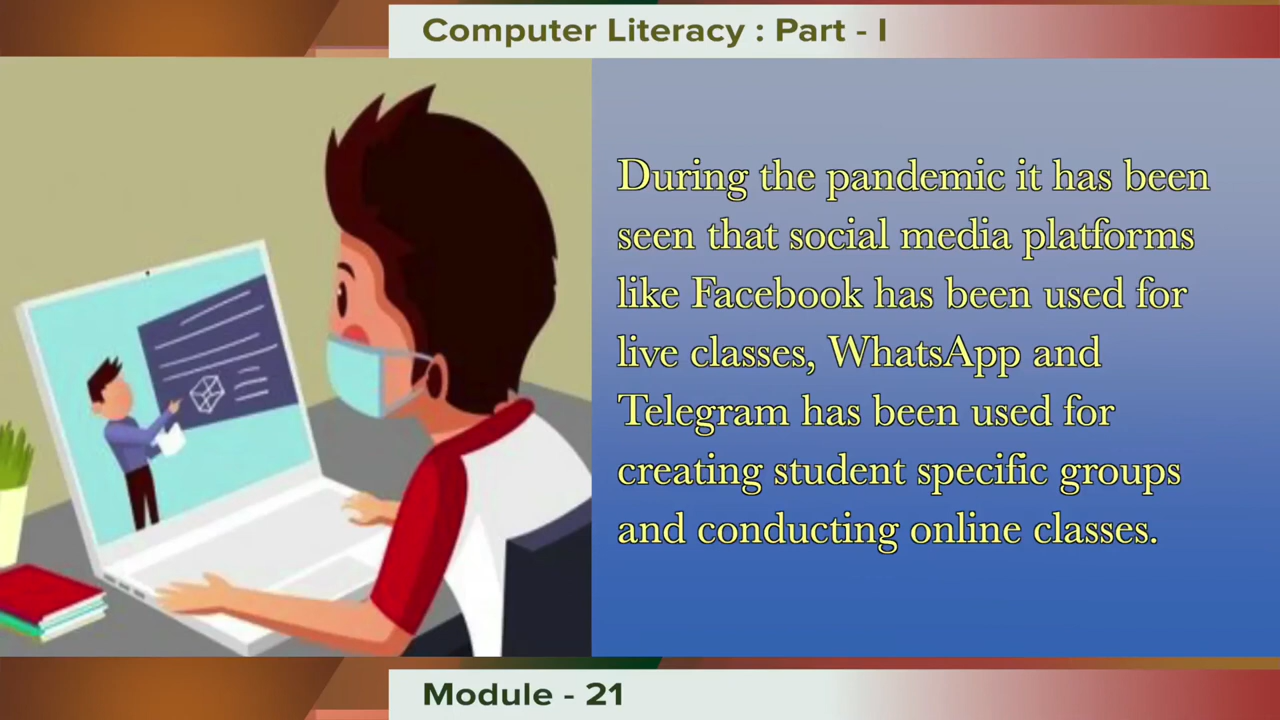 Computer Literacy : Part - I
During the pandemic it has been
seen that social media platforms
like Facebook has been used for
live classes, WhatsApp and
Telegram has been used for
creating student specific groups
and conducting online classes.
Module - 21